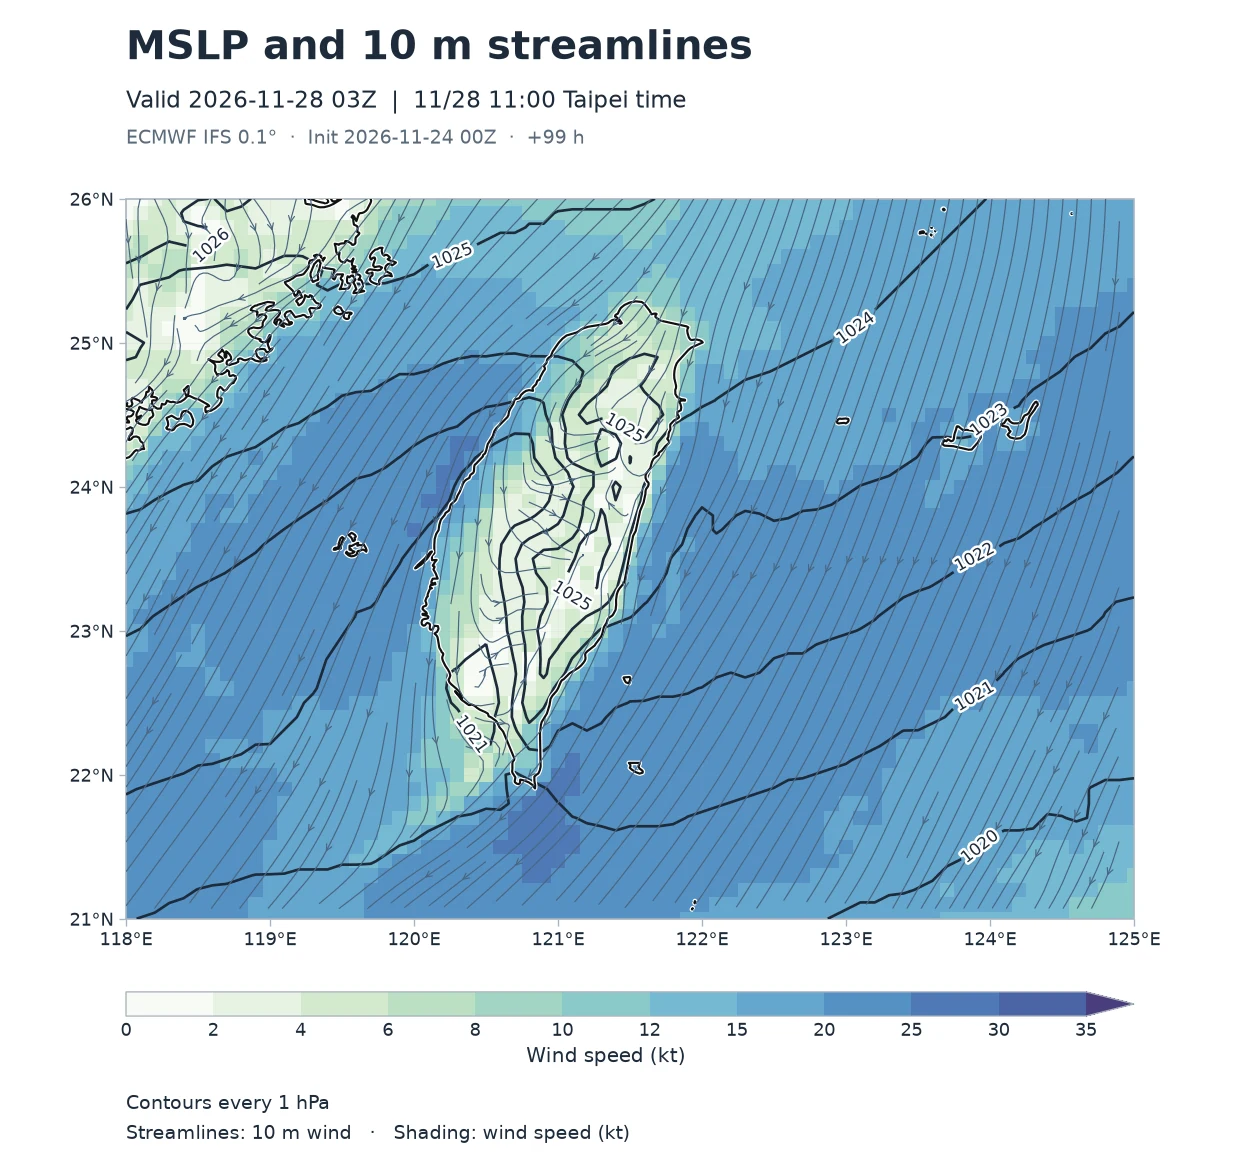 MSLP and 10 m streamlines
Valid 2026-11-28 03Z | 11/28 11:00 Taipei time
ECMWF IFS 0.1° · Init 2026-11-24 00Z · +99 h
26°N
25°N
24°N
23°N
22°N
21°N
1026
1025
1024
1023
1025
1022
1025
1021
1021
1020
118°E 119°E 120°E 121°E 122°E 123°E 124°E 125°E
0 2 4 6 8 10 12 15 20 25 30 35
Wind speed (kt)
Contours every 1 hPa
Streamlines: 10 m wind · Shading: wind speed (kt)